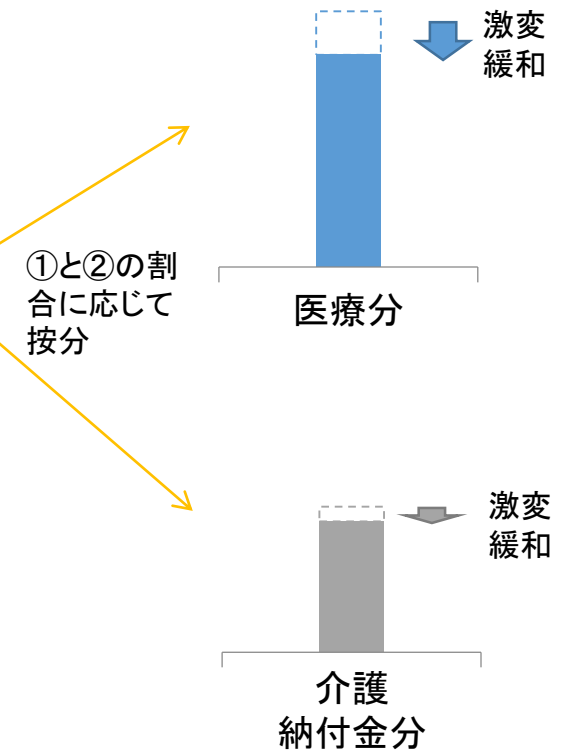 激変
緩和
①と②の割
合に応じて
按分
医療分
激変
緩和
介護
納付金分